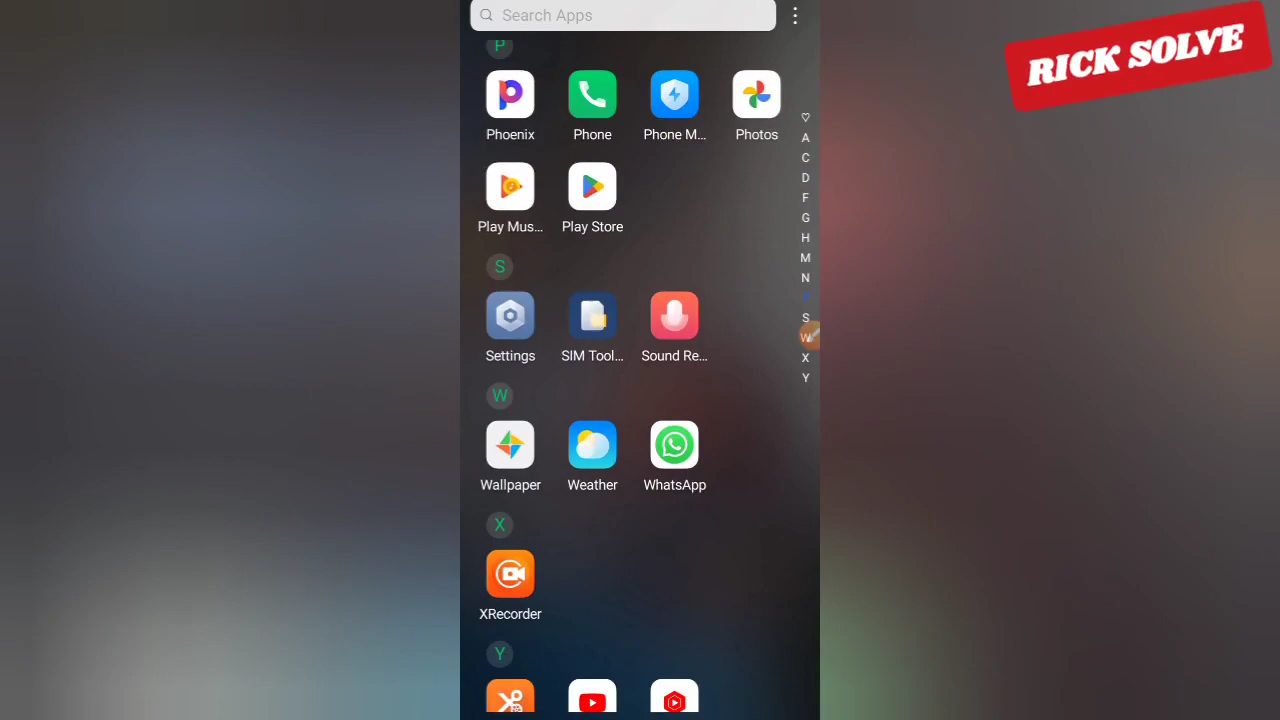 Search Apps
RICK SOLVE
P
Phoenix
Phone
Phone M...
Photos
Play Mus...
Play Store
S
Settings
SIM Tool...
Sound Re...
W
Wallpaper
Weather
WhatsApp
X
XRecorder
Y
A
C
D
F
G
H
M
N
P
S
W
X
Y